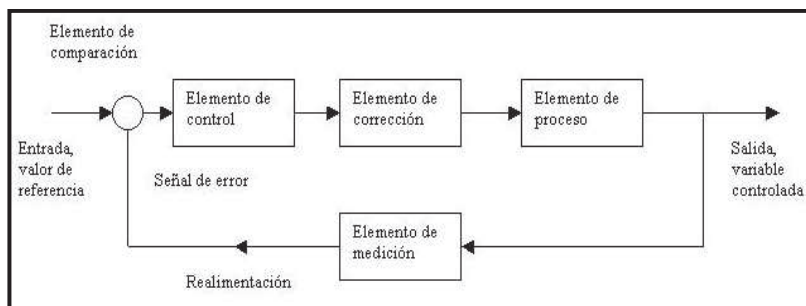 Elemento de
comparación
Elemento de
control
Elemento de
corrección
Elemento de
proceso
Entrada,
valor de
referencia
Señal de error
Salida,
variable
controlada
Elemento de
medición
Realimentación